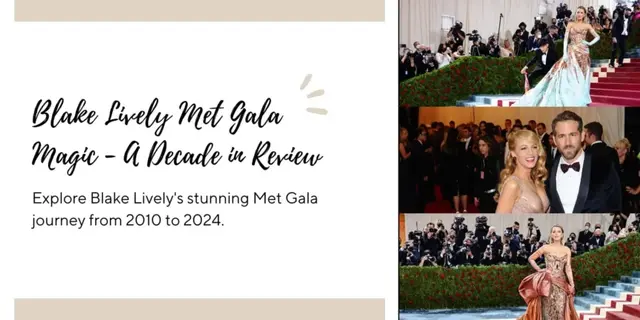 Blake Lively Met Gala
Magic - A Decade in Review
Explore Blake Lively's stunning Met Gala
journey from 2010 to 2024.